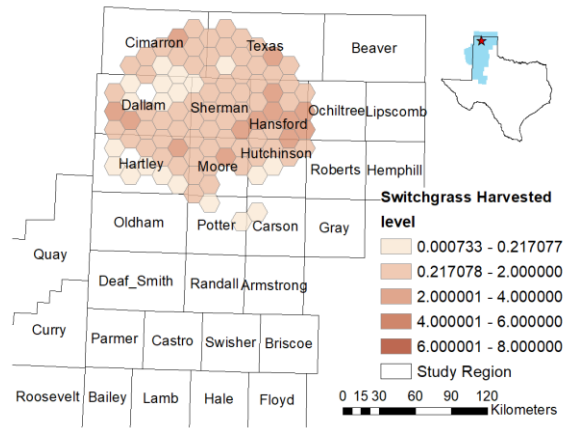 Cimarron
Texas
Beaver
Dallam
Sherman
Ochiltree
Lipscomb
Hansford
Hartley
Moore
Hutchinson
Roberts
Hemphill
Oldham
Potter
Carson
Gray
Quay
Deaf_Smith
Randall
Armstrong
Curry
Parmer
Castro
Swisher
Briscoe
Roosevelt
Bailey
Lamb
Hale
Floyd
Switchgrass Harvested
level
0.000733 - 0.217077
0.217078 - 2.000000
2.000001 - 4.000000
4.000001 - 6.000000
6.000001 - 8.000000
Study Region
0 15 30 60 90 120
Kilometers